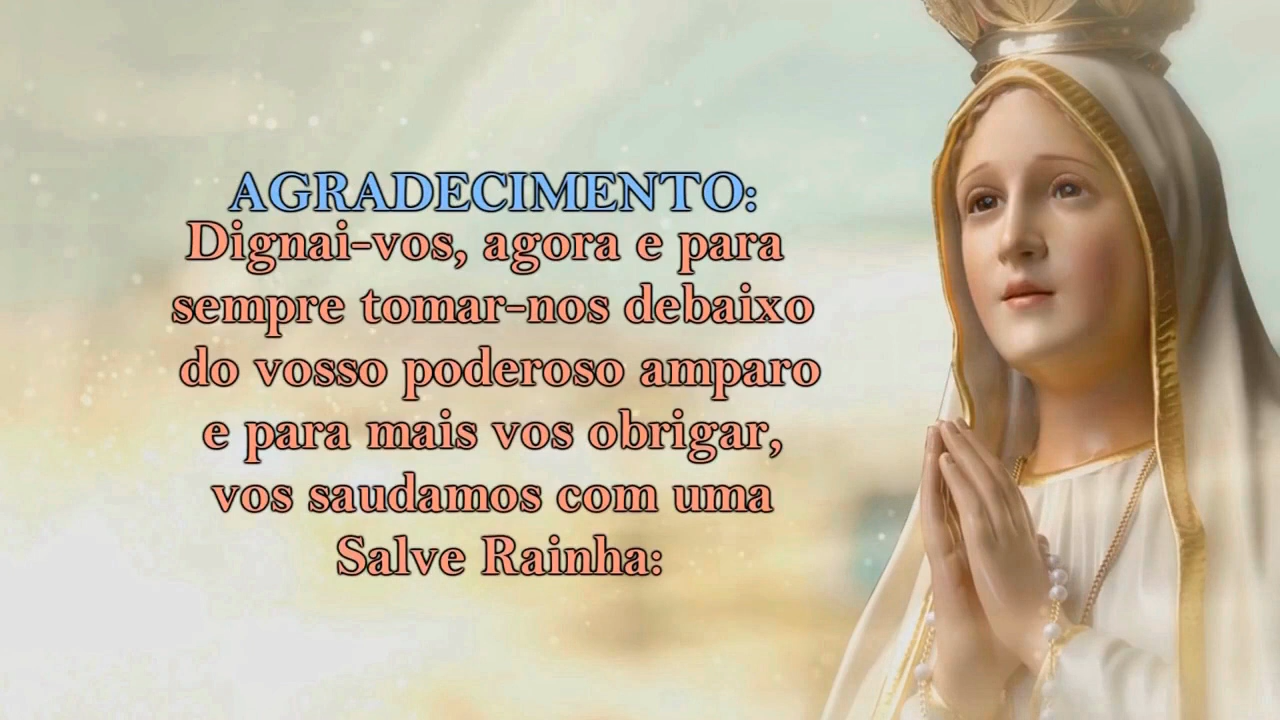 AGRADECIMENTO:
Dignai-vos, agora e para
sempre tomar-nos debaixo
do vosso poderoso amparo
e para mais vos obrigar,
vos saudamos com uma
Salve Rainha: